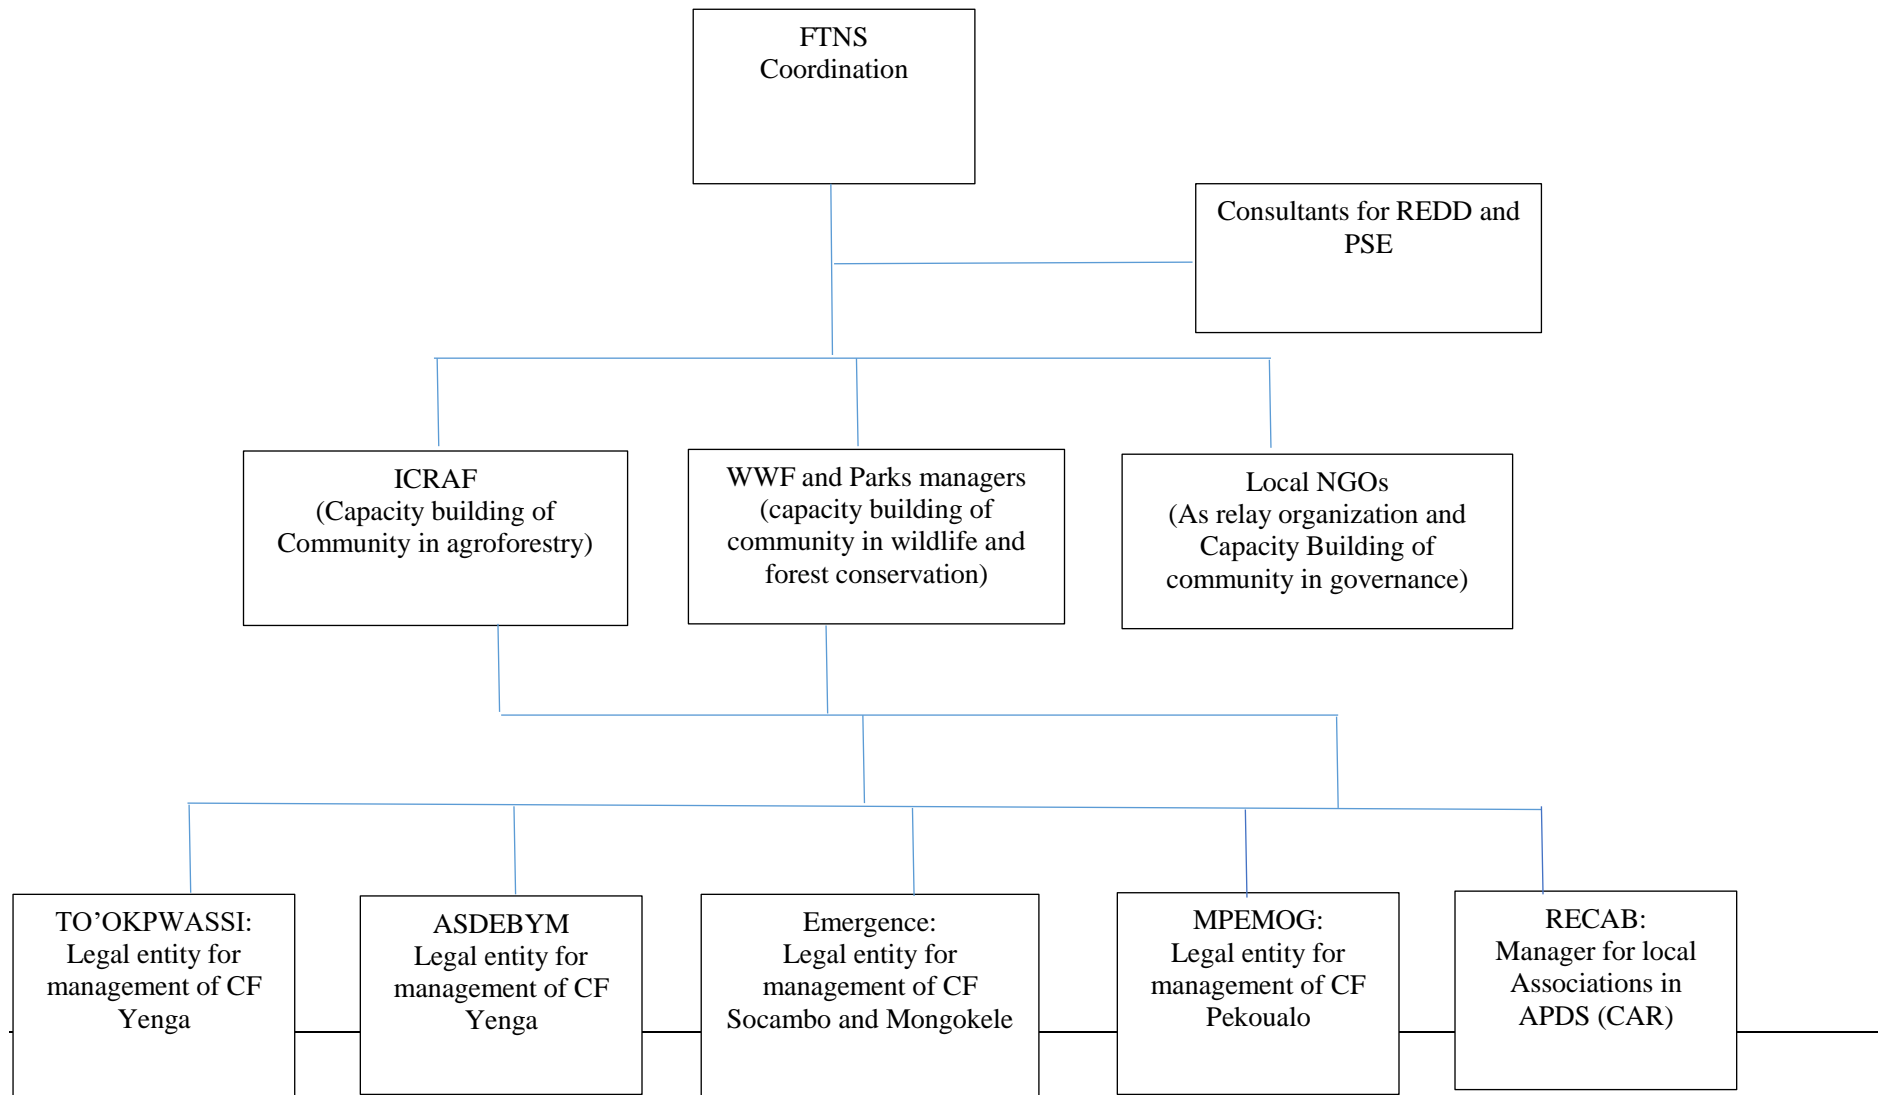 FTNS
Coordination
Consultants for REDD and
PSE
ICRAF
(Capacity building of
Community in agroforestry)
WWF and Parks managers
(capacity building of
community in wildlife and
forest conservation)
Local NGOs
(As relay organization and
Capacity Building of
community in governance)
TO’OKPWASSI:
Legal entity for
management of CF
Yenga
ASDEBYM
Legal entity for
management of CF
Yenga
Emergence:
Legal entity for
management of CF
Socambo and Mongokele
MPEMOG:
Legal entity for
management of CF
Pekoualo
RECAB:
Manager for local
Associations in
APDS (CAR)